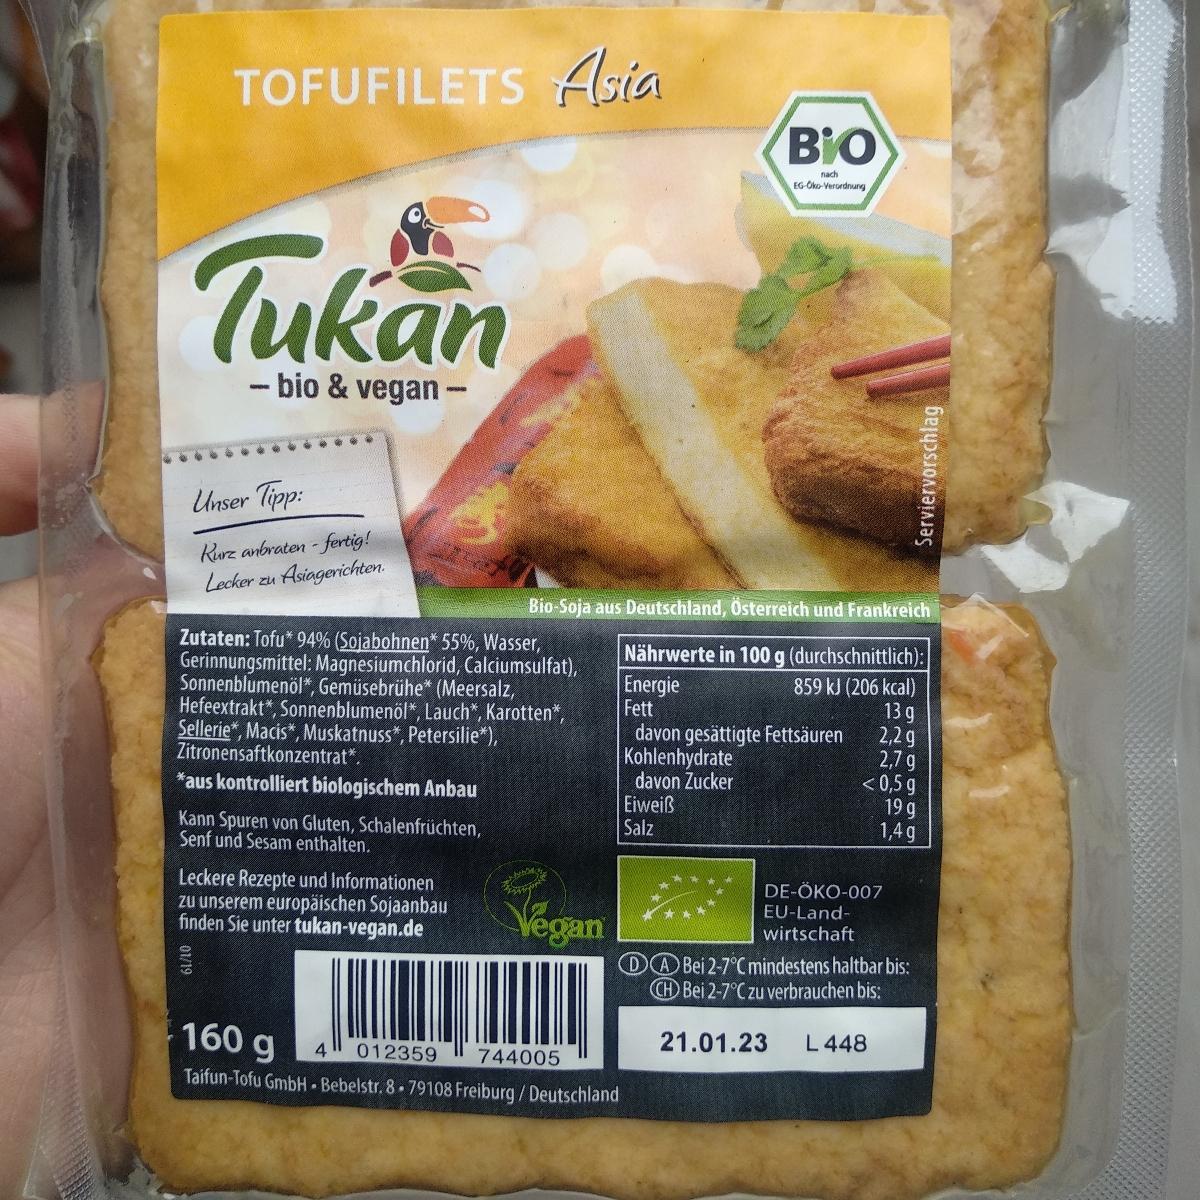 TOFUFILETS Asia
BiO
nach
EG-Öko-Verordnung
Tukan
– bio & vegan –
Unser Tipp:
Kurz anbraten - fertig!
Lecker zu Asiagerichten.
Serviervorschlag
Bio-Soja aus Deutschland, Österreich und Frankreich
Zutaten: Tofu* 94% (Sojabohnen* 55%, Wasser,
Gerinnungsmittel: Magnesiumchlorid, Calciumsulfat),
Sonnenblumenöl*, Gemüsebrühe* (Meersalz,
Hefeextrakt*, Sonnenblumenöl*, Lauch*, Karotten*,
Sellerie*, Macis*, Muskatnuss*, Petersilie*),
Zitronensaftkonzentrat*.
*aus kontrolliert biologischem Anbau
Kann Spuren von Gluten, Schalenfrüchten,
Senf und Sesam enthalten.
Leckere Rezepte und Informationen
zu unserem europäischen Sojaanbau
finden Sie unter tukan-vegan.de
Vegan
Nährwerte in 100 g (durchschnittlich):
Energie 859 kJ (206 kcal)
Fett 13 g
davon gesättigte Fettsäuren 2,2 g
Kohlenhydrate 2,7 g
davon Zucker < 0,5 g
Eiweiß 19 g
Salz 1,4 g
DE-ÖKO-007
EU-Land-
wirtschaft
D A Bei 2-7°C mindestens haltbar bis:
CH Bei 2-7°C zu verbrauchen bis:
21.01.23 L 448
01/19
160 g
4 012359 744005
Taifun-Tofu GmbH • Bebelstr. 8 • 79108 Freiburg / Deutschland